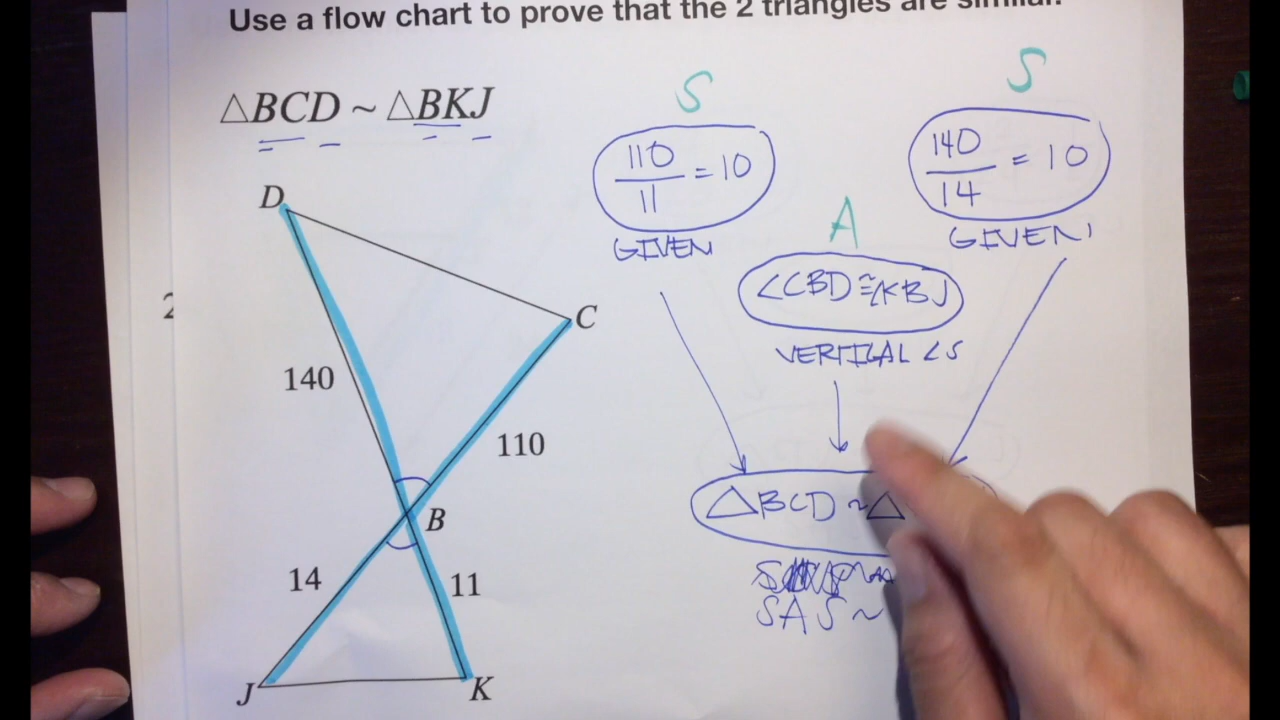 Use a flow chart to prove that the 2 triangles are similar.
△BCD ~ △BKJ
S
S
110/11 = 10
140/14 = 10
GIVEN
GIVEN
A
∠CBD ≅ ∠KBJ
VERTICAL ∠S
D
C
140
110
B
14
11
J
K
2
△BCD ~ △
SAS ~